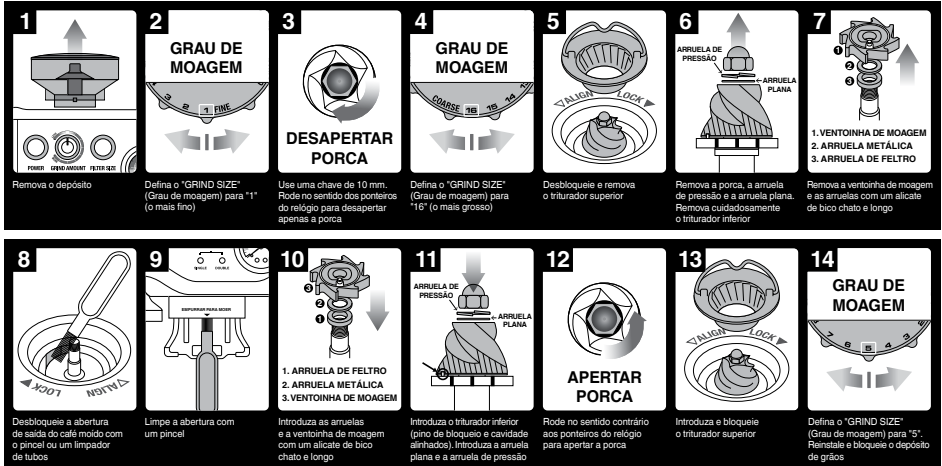 1
POWER GRIND AMOUNT FILTER SIZE
Remova o depósito
2
GRAU DE
MOAGEM
3 2 1 FINE
Defina o "GRIND SIZE"
(Grau de moagem) para "1"
(o mais fino)
3
DESAPERTAR
PORCA
Use uma chave de 10 mm.
Rode no sentido dos ponteiros
do relógio para desapertar
apenas a porca
4
GRAU DE
MOAGEM
COARSE 16 15 14
Defina o "GRIND SIZE"
(Grau de moagem) para
"16" (o mais grosso)
5
ALIGN LOCK
Desbloqueie e remova
o triturador superior
6
ARRUELA DE
PRESSÃO
ARRUELA
PLANA
Remova a porca, a arruela
de pressão e a arruela plana.
Remova cuidadosamente
o triturador inferior
7
1
2
3
1. VENTOINHA DE MOAGEM
2. ARRUELA METÁLICA
3. ARRUELA DE FELTRO
Remova a ventoinha de moagem
e as arruelas com um alicate
de bico chato e longo
8
LOCK ALIGN
Desbloqueie a abertura
de saída do café moído com
o pincel ou um limpador
de tubos
9
SINGLE DOUBLE
EMPURRAR PARA MOER
Limpe a abertura com
um pincel
10
3
2
1
1. ARRUELA DE FELTRO
2. ARRUELA METÁLICA
3. VENTOINHA DE MOAGEM
Introduza as arruelas
e a ventoinha de moagem
com um alicate de bico
chato e longo
11
ARRUELA DE
PRESSÃO
ARRUELA
PLANA
Introduza o triturador inferior
(pino de bloqueio e cavidade
alinhados). Introduza a arruela
plana e a arruela de pressão
12
APERTAR
PORCA
Rode no sentido contrário
aos ponteiros do relógio
para apertar a porca
13
ALIGN LOCK
Introduza e bloqueie
o triturador superior
14
GRAU DE
MOAGEM
7 6 5 4 3
Defina o "GRIND SIZE"
(Grau de moagem) para "5".
Reinstale e bloqueie o depósito
de grãos